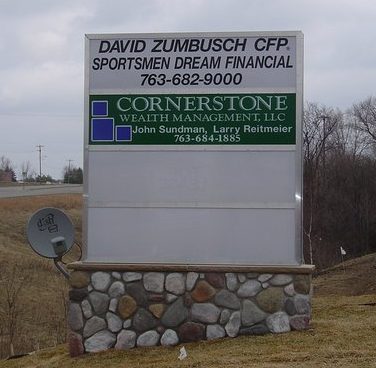 DAVID ZUMBUSCH CFP®
SPORTSMEN DREAM FINANCIAL
763-682-9000
CORNERSTONE
WEALTH MANAGEMENT, LLC
John Sundman, Larry Reitmeier
763-684-1885
dish